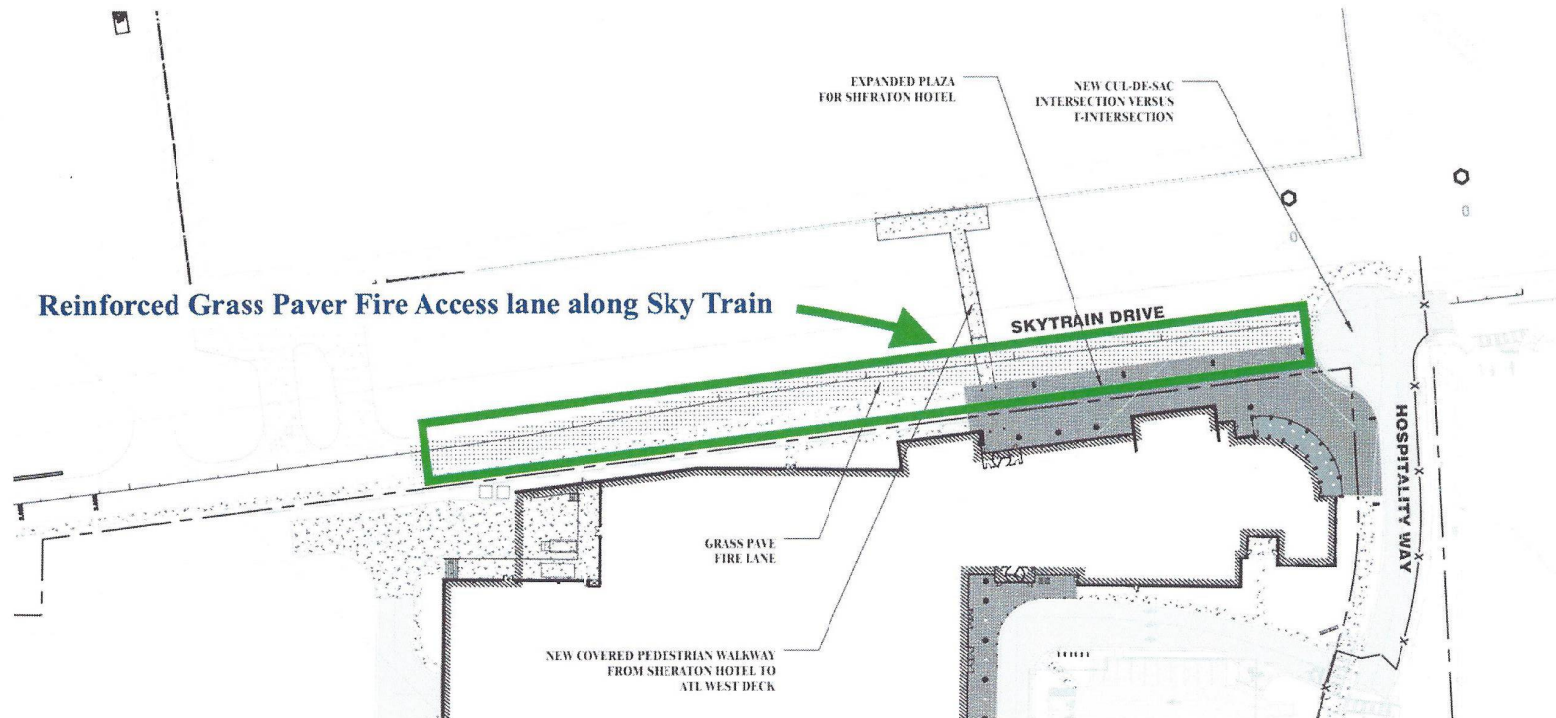 EXPANDED PLAZA
FOR SHERATON HOTEL
NEW CUL-DE-SAC
INTERSECTION VERSUS
T-INTERSECTION
0
0
Reinforced Grass Paver Fire Access lane along Sky Train
SKYTRAIN DRIVE
HOSPITALITY WAY
GRASS PAVE
FIRE LANE
NEW COVERED PEDESTRIAN WALKWAY
FROM SHERATON HOTEL TO
ATL WEST DECK